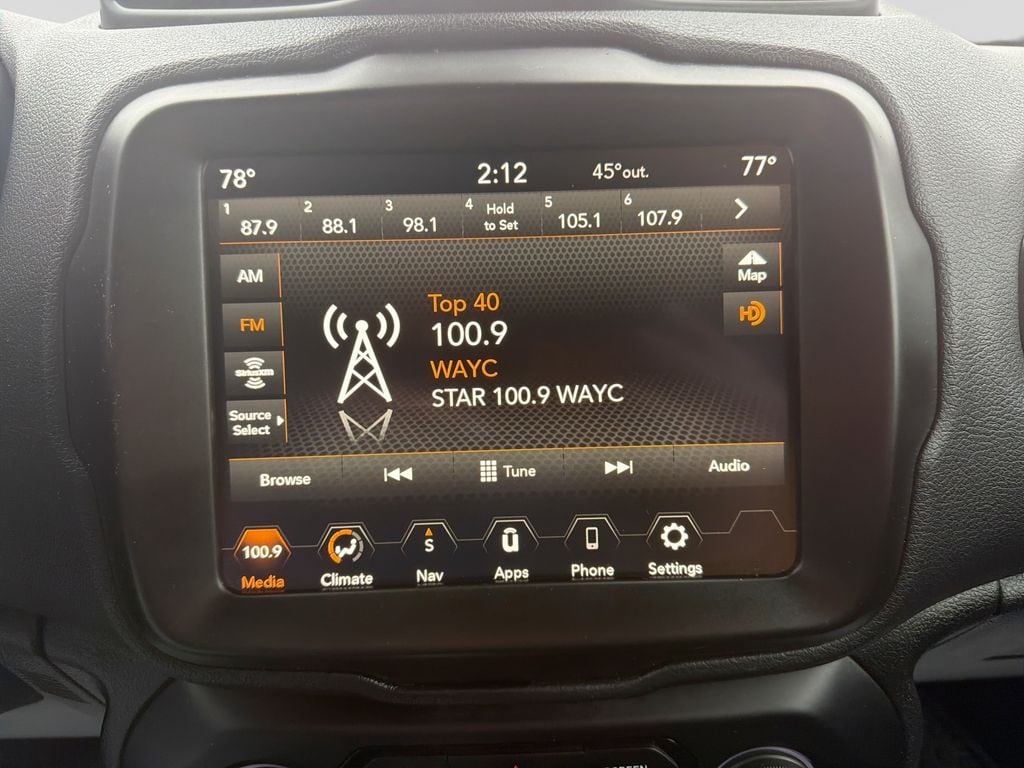 78° 2:12 45°out. 77°
1 87.9 2 88.1 3 98.1 4 Hold to Set 5 105.1 6 107.9
AM
FM
SiriusXM
Source
Select
Map
HD
Top 40
100.9
WAYC
STAR 100.9 WAYC
Browse Tune Audio
100.9 S
Media Climate Nav Apps Phone Settings